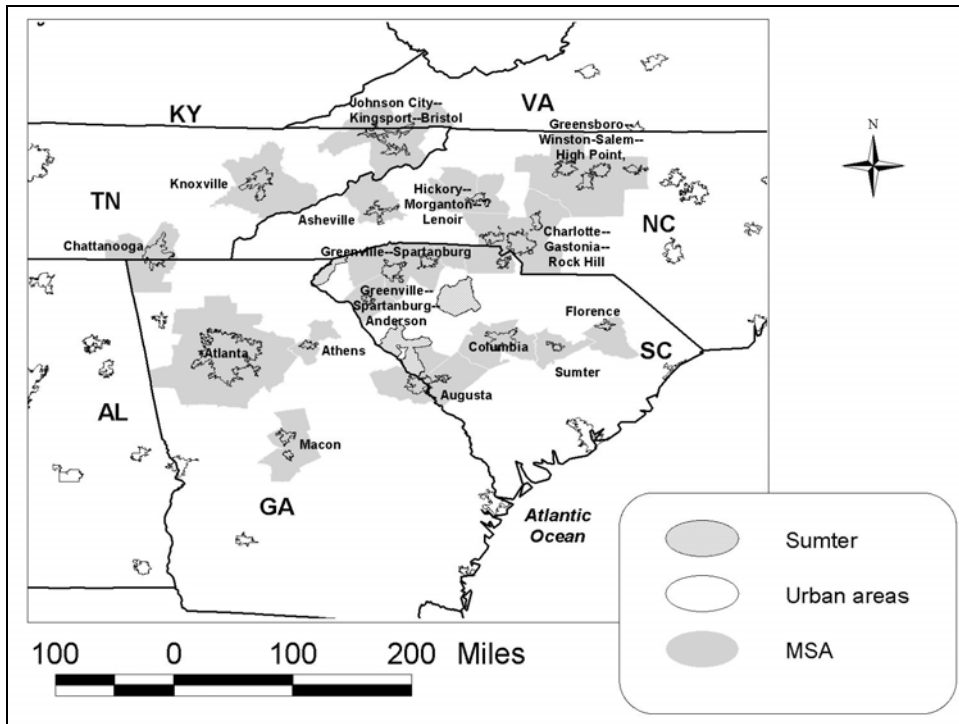 KY
VA
Johnson City--
Kingsport--Bristol
N
Greensboro--
Winston-Salem--
High Point,
TN
Knoxville
Hickory--
Morganton--
Lenoir
Asheville
NC
Chattanooga
Charlotte--
Gastonia--
Rock Hill
Greenville--Spartanburg
Greenville--
Spartanburg--
Anderson
Florence
Atlanta
Athens
Columbia
SC
Sumter
AL
Augusta
Macon
GA
Atlantic
Ocean
Sumter
Urban areas
MSA
100 0 100 200 Miles